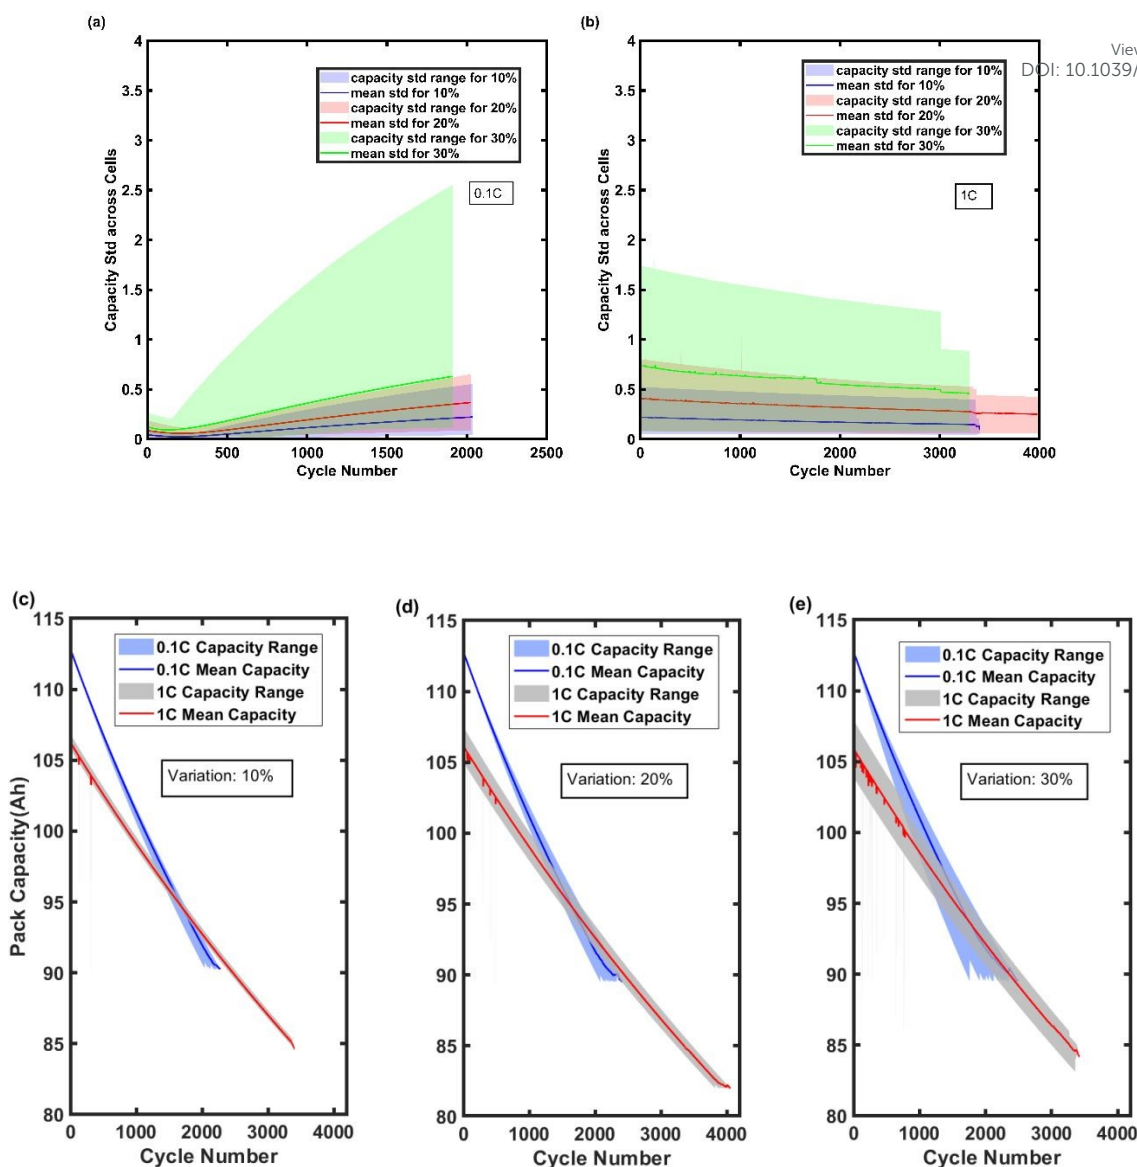 (a)
(b)
View
DOI: 10.1039/
4
3.5
3
2.5
2
1.5
1
0.5
0
Capacity Std across Cells
capacity std range for 10%
mean std for 10%
capacity std range for 20%
mean std for 20%
capacity std range for 30%
mean std for 30%
0.1C
0 500 1000 1500 2000 2500
Cycle Number
4
3.5
3
2.5
2
1.5
1
0.5
0
Capacity Std across Cells
capacity std range for 10%
mean std for 10%
capacity std range for 20%
mean std for 20%
capacity std range for 30%
mean std for 30%
1C
0 1000 2000 3000 4000
Cycle Number
(c)
115
110
105
100
95
90
85
80
Pack Capacity(Ah)
0.1C Capacity Range
0.1C Mean Capacity
1C Capacity Range
1C Mean Capacity
Variation: 10%
0 1000 2000 3000 4000
Cycle Number
(d)
115
110
105
100
95
90
85
80
0.1C Capacity Range
0.1C Mean Capacity
1C Capacity Range
1C Mean Capacity
Variation: 20%
0 1000 2000 3000 4000
Cycle Number
(e)
115
110
105
100
95
90
85
80
0.1C Capacity Range
0.1C Mean Capacity
1C Capacity Range
1C Mean Capacity
Variation: 30%
0 1000 2000 3000 4000
Cycle Number